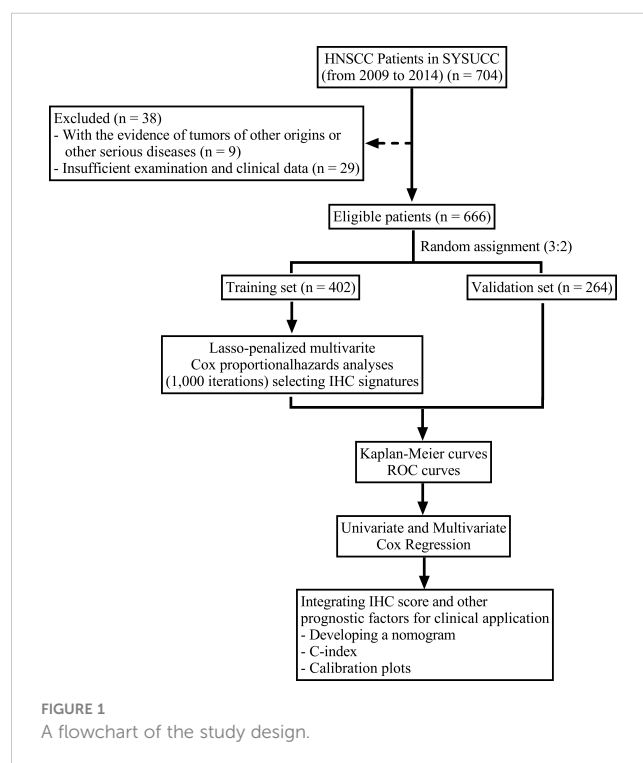 HNSCC Patients in SYSUCC
(from 2009 to 2014) (n = 704)
Excluded (n = 38)
- With the evidence of tumors of other origins or
other serious diseases (n = 9)
- Insufficient examination and clinical data (n = 29)
Eligible patients (n = 666)
Random assignment (3:2)
Training set (n = 402)
Validation set (n = 264)
Lasso-penalized multivarite
Cox proportionalhazards analyses
(1,000 iterations) selecting IHC signatures
Kaplan-Meier curves
ROC curves
Univariate and Multivariate
Cox Regression
Integrating IHC score and other
prognostic factors for clinical application
- Developing a nomogram
- C-index
- Calibration plots
FIGURE 1
A flowchart of the study design.